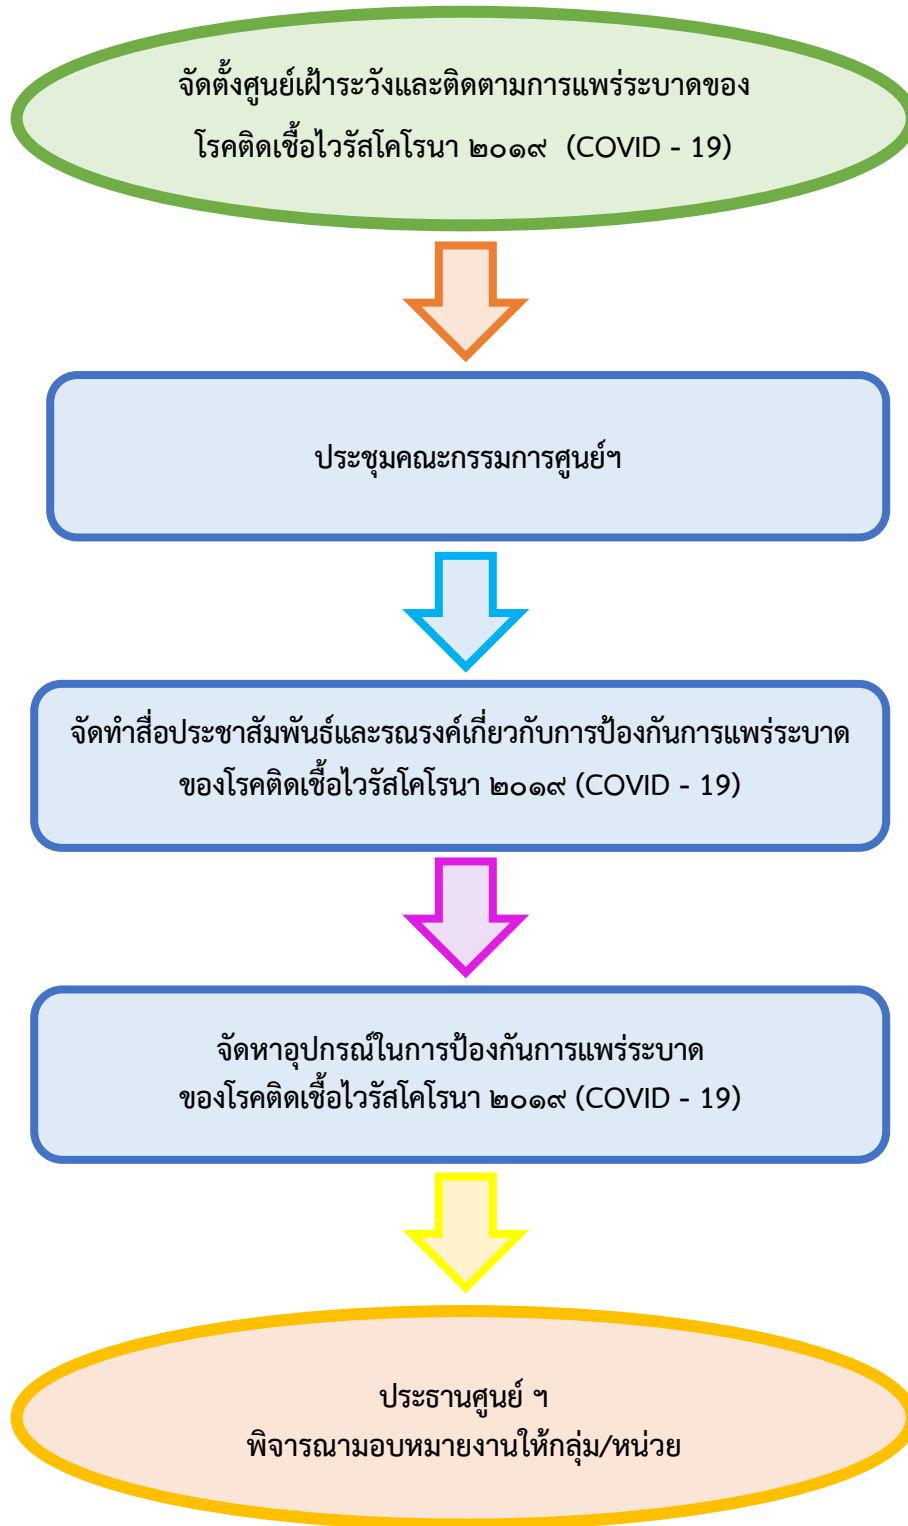 จัดตั้งศูนย์เฝ้าระวังและติดตามการแพร่ระบาดของ
โรคติดเชื้อไวรัสโคโรนา ๒๐๑๙ (COVID - 19)
ประชุมคณะกรรมการศูนย์ฯ
จัดทำสื่อประชาสัมพันธ์และรณรงค์เกี่ยวกับการป้องกันการแพร่ระบาด
ของโรคติดเชื้อไวรัสโคโรนา ๒๐๑๙ (COVID - 19)
จัดหาอุปกรณ์ในการป้องกันการแพร่ระบาด
ของโรคติดเชื้อไวรัสโคโรนา ๒๐๑๙ (COVID - 19)
ประธานศูนย์ ฯ
พิจารณามอบหมายงานให้กลุ่ม/หน่วย